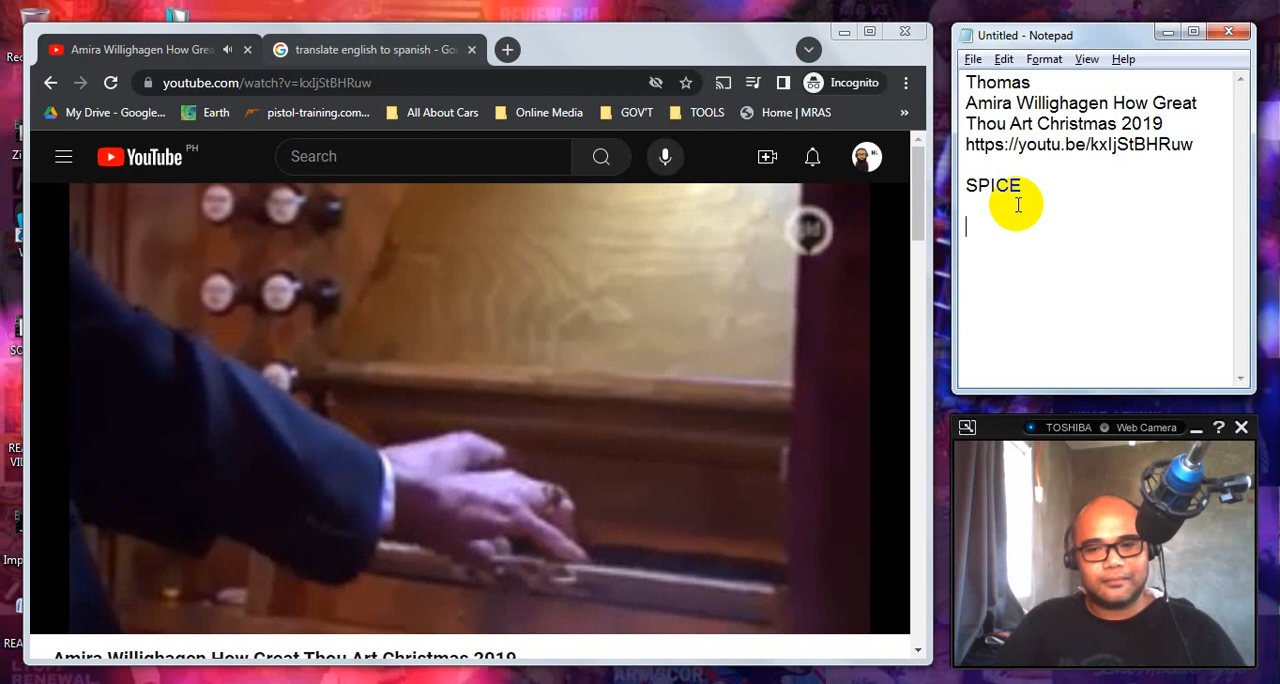 Amira Willighagen How Grea
translate english to spanish - Go
youtube.com/watch?v=kxIjStBHRuw
Incognito
My Drive - Google...
Earth
pistol-training.com...
All About Cars
Online Media
GOV'T
TOOLS
Home | MRAS
»
YouTube PH
Search
Amira Willighagen How Great Thou Art Christmas 2019
Untitled - Notepad
File Edit Format View Help
Thomas
Amira Willighagen How Great
Thou Art Christmas 2019
https://youtu.be/kxIjStBHRuw
SPICE
TOSHIBA Web Camera
?
RENEWAL
ARMSCOR